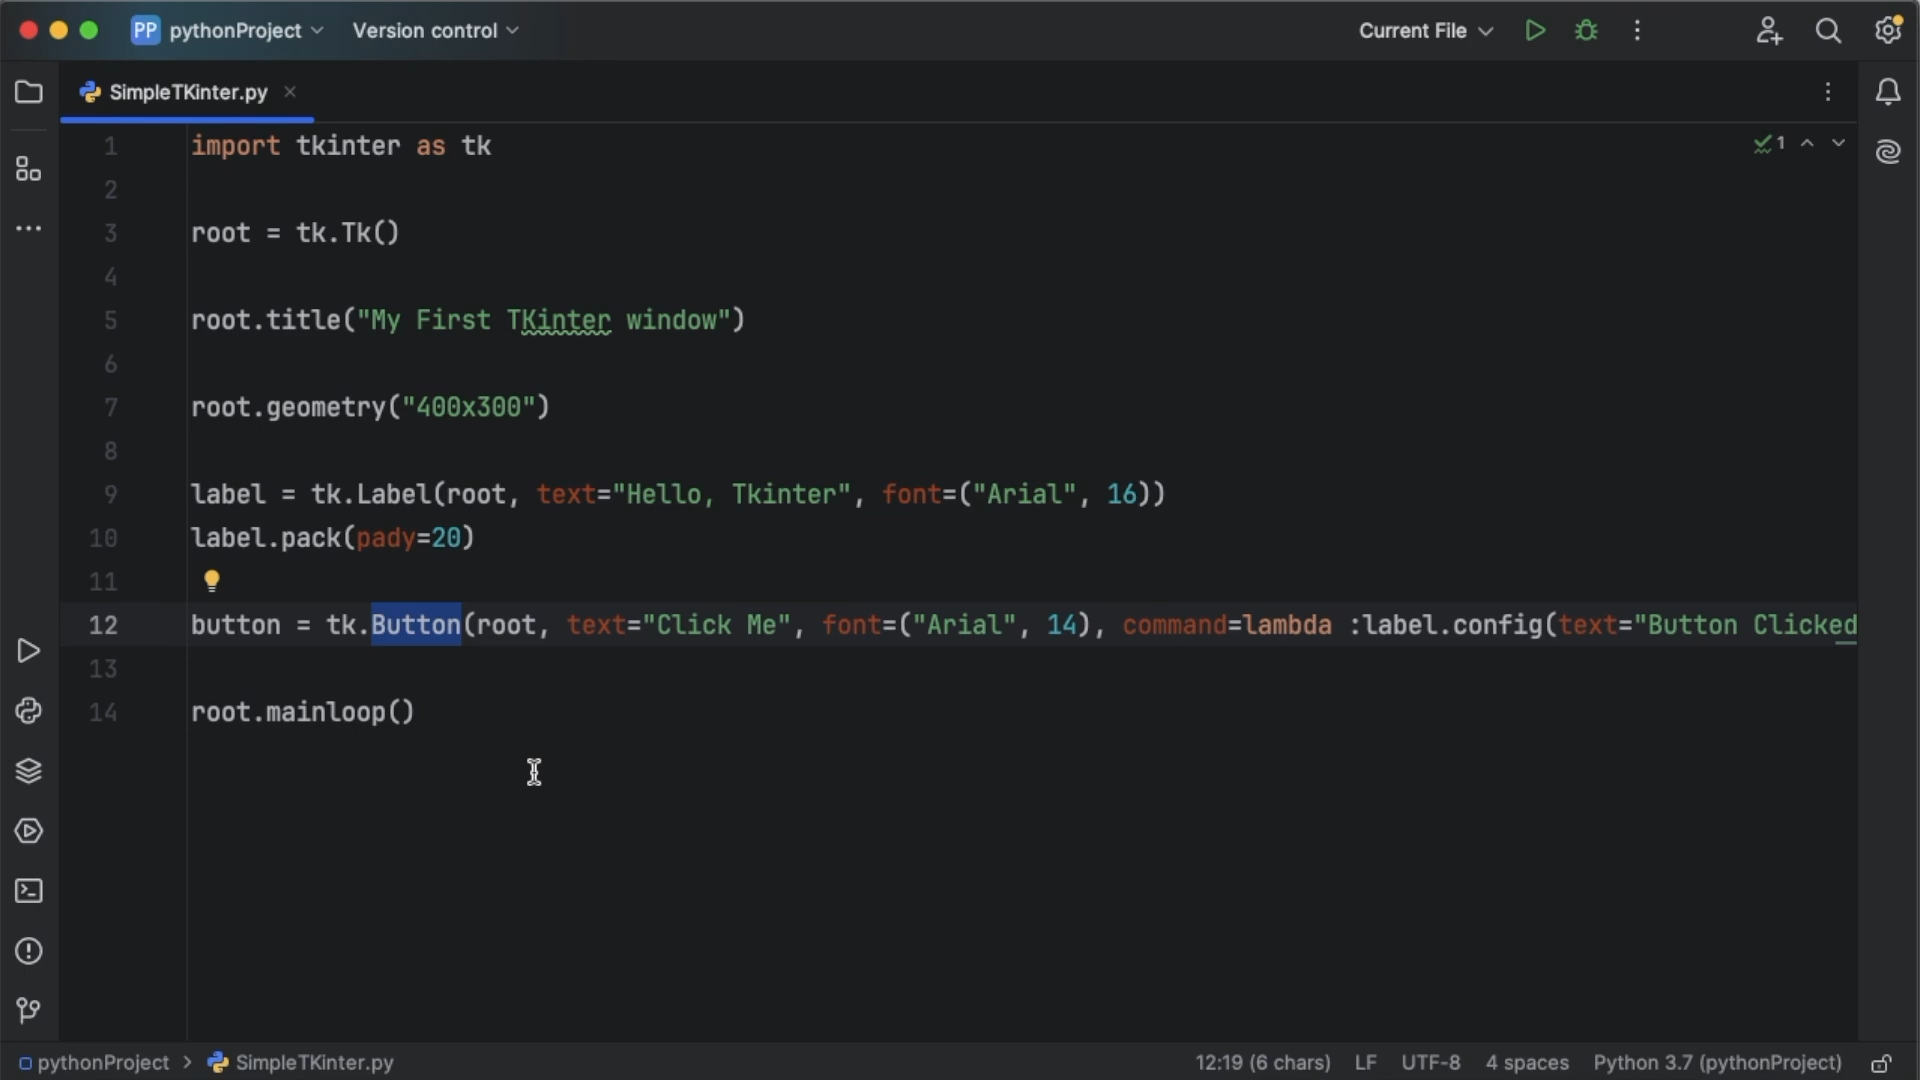 PP pythonProject Version control Current File
SimpleTKinter.py
1 import tkinter as tk 1
2
3 root = tk.Tk()
4
5 root.title("My First TKinter window")
6
7 root.geometry("400x300")
8
9 label = tk.Label(root, text="Hello, Tkinter", font=("Arial", 16))
10 label.pack(pady=20)
11
12 button = tk.Button(root, text="Click Me", font=("Arial", 14), command=lambda :label.config(text="Button Clicked
13
14 root.mainloop()
pythonProject > SimpleTKinter.py 12:19 (6 chars) LF UTF-8 4 spaces Python 3.7 (pythonProject)